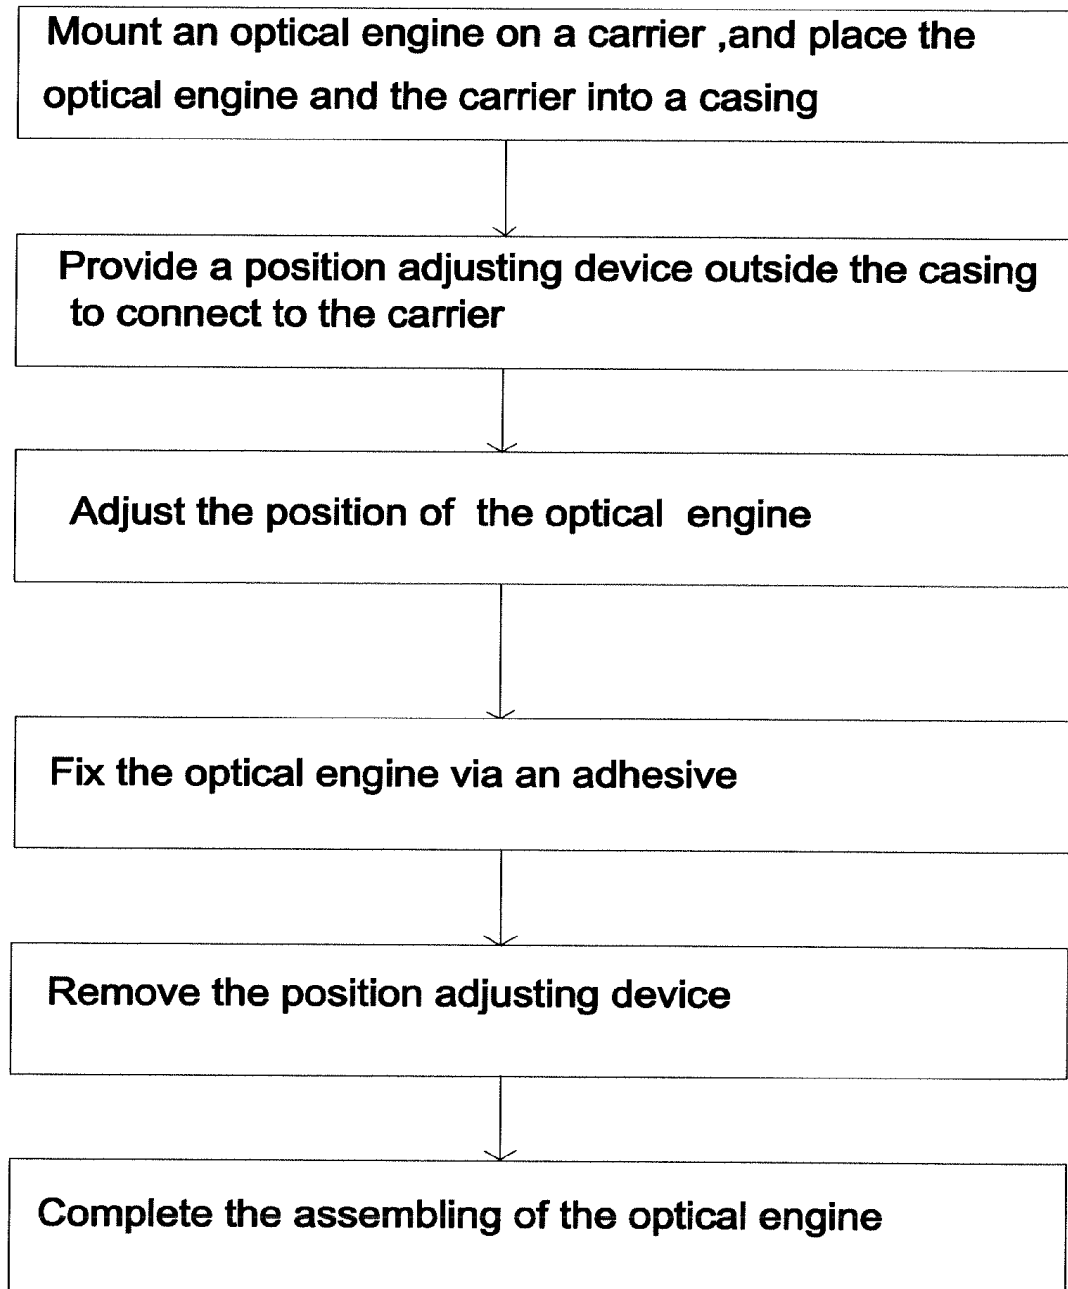 Mount an optical engine on a carrier ,and place the
optical engine and the carrier into a casing
Provide a position adjusting device outside the casing
to connect to the carrier
Adjust the position of the optical engine
Fix the optical engine via an adhesive
Remove the position adjusting device
Complete the assembling of the optical engine